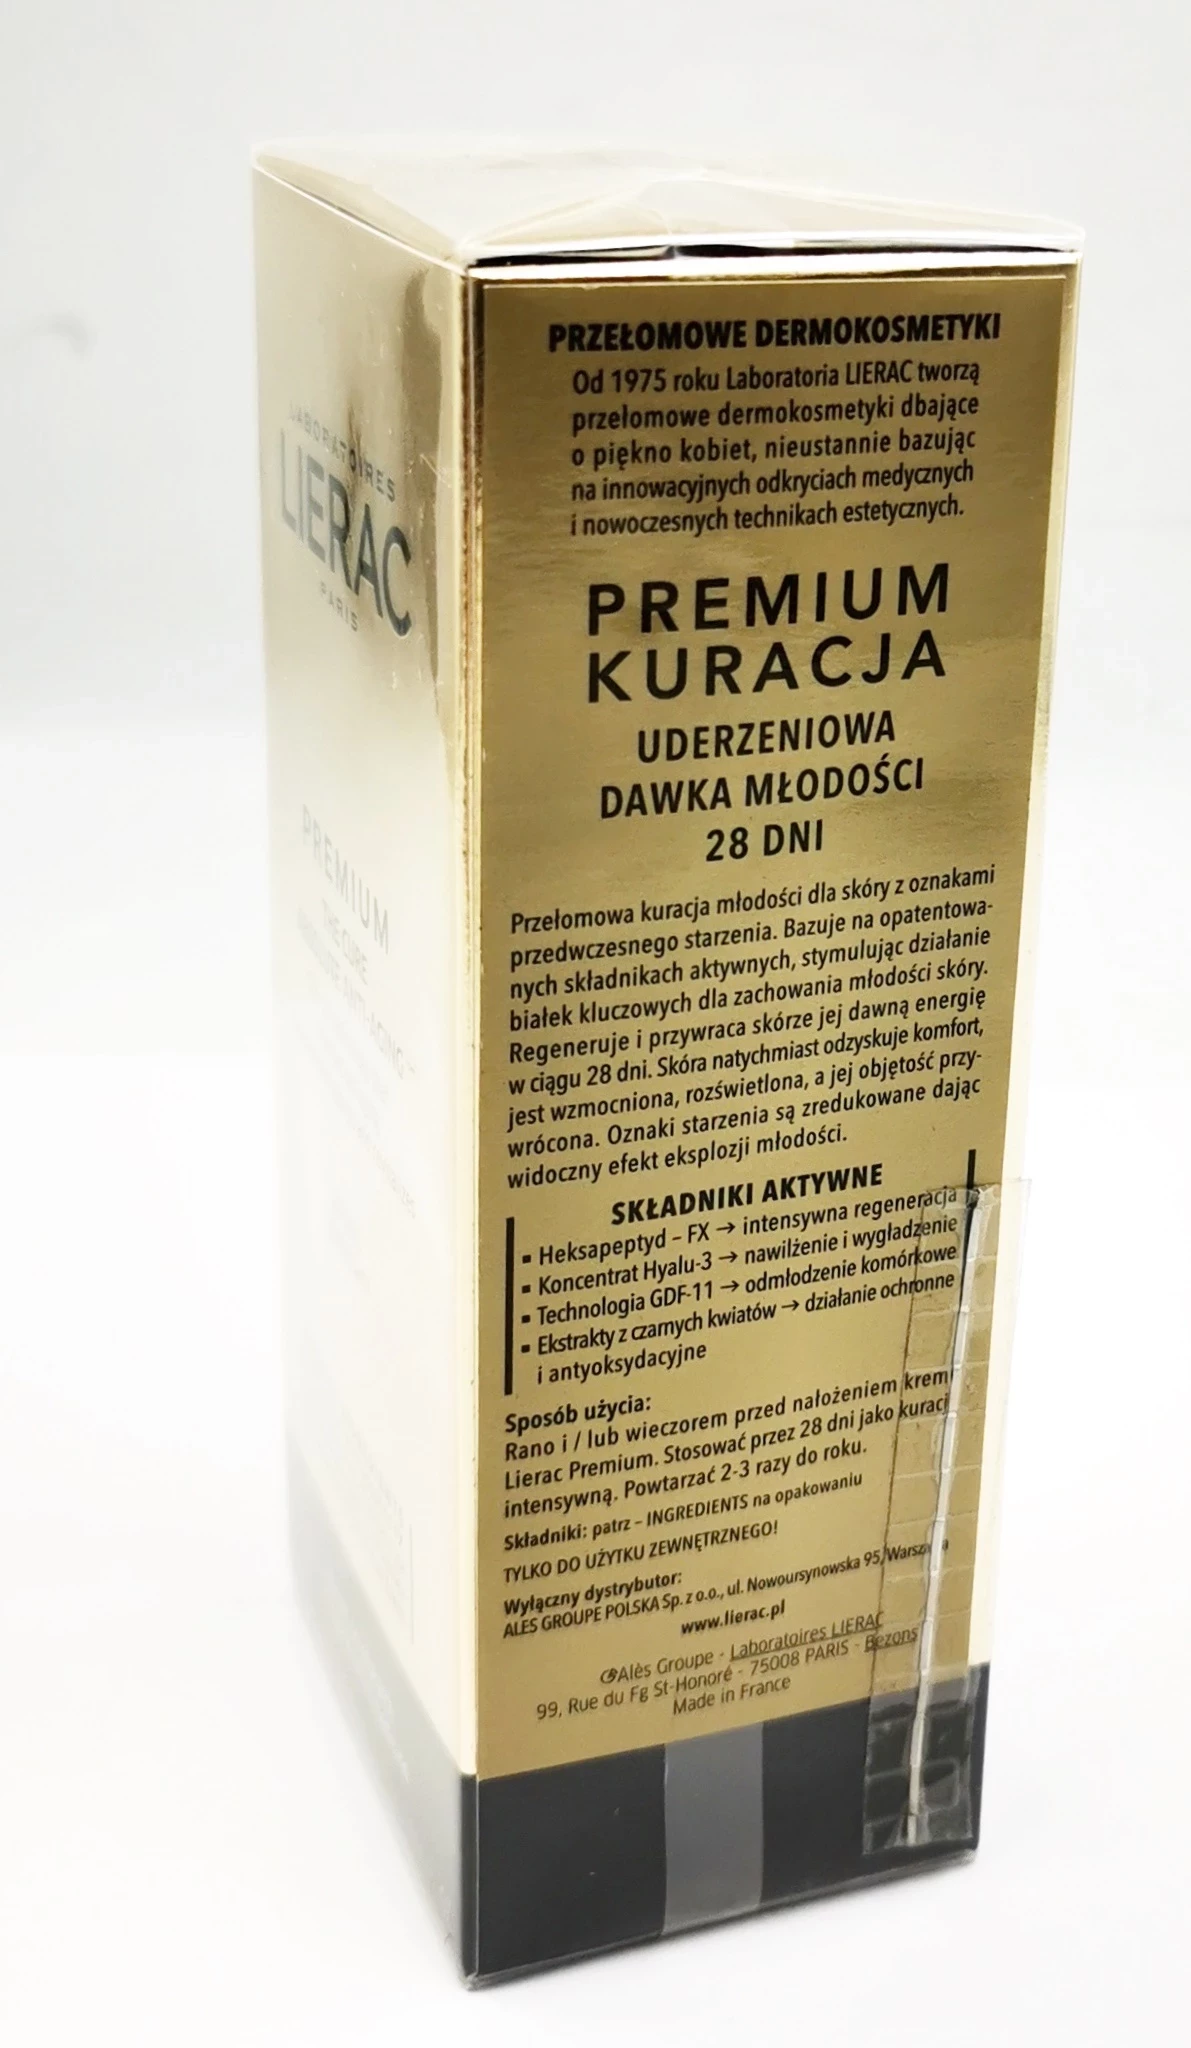 LABORATOIRES
LIERAC
PARIS
PREMIUM
THE CURE
ABSOLUTE ANTI-AGING
PRZEŁOMOWE DERMOKOSMETYKI
Od 1975 roku Laboratoria LIERAC tworzą
przełomowe dermokosmetyki dbające
o piękno kobiet, nieustannie bazując
na innowacyjnych odkryciach medycznych
i nowoczesnych technikach estetycznych.
PREMIUM
KURACJA
UDERZENIOWA
DAWKA MŁODOŚCI
28 DNI
Przełomowa kuracja młodości dla skóry z oznakami
przedwczesnego starzenia. Bazuje na opatentowa-
nych składnikach aktywnych, stymulując działanie
białek kluczowych dla zachowania młodości skóry.
Regeneruje i przywraca skórze jej dawną energię
w ciągu 28 dni. Skóra natychmiast odzyskuje komfort,
jest wzmocniona, rozświetlona, a jej objętość przy-
wrócona. Oznaki starzenia są zredukowane dając
widoczny efekt eksplozji młodości.
SKŁADNIKI AKTYWNE
▪ Heksapeptyd – FX → intensywna regeneracja
▪ Koncentrat Hyalu-3 → nawilżenie i wygładzenie
▪ Technologia GDF-11 → odmłodzenie komórkowe
▪ Ekstrakty z czarnych kwiatów → działanie ochronne
i antyoksydacyjne
Sposób użycia:
Rano i / lub wieczorem przed nałożeniem krem
Lierac Premium. Stosować przez 28 dni jako kuracj
intensywną. Powtarzać 2-3 razy do roku.
Składniki: patrz – INGREDIENTS na opakowaniu
TYLKO DO UŻYTKU ZEWNĘTRZNEGO!
Wyłączny dystrybutor:
ALES GROUPE POLSKA Sp. z o.o., ul. Nowoursynowska 95, Warszawa
www.lierac.pl
Alès Groupe - Laboratoires LIERAC
99, Rue du Fg St-Honoré - 75008 PARIS - Bezons
Made in France